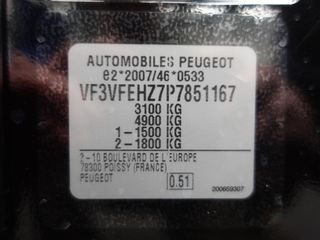 AUTOMOBILES PEUGEOT
e2*2007/46*0533
VF3VFEHZ7P7851167
3100 KG
4900 KG
1-1500 KG
2-1800 KG
2-10 BOULEVARD DE L'EUROPE
78300 POISSY (FRANCE)
PEUGEOT 0.51
200659307